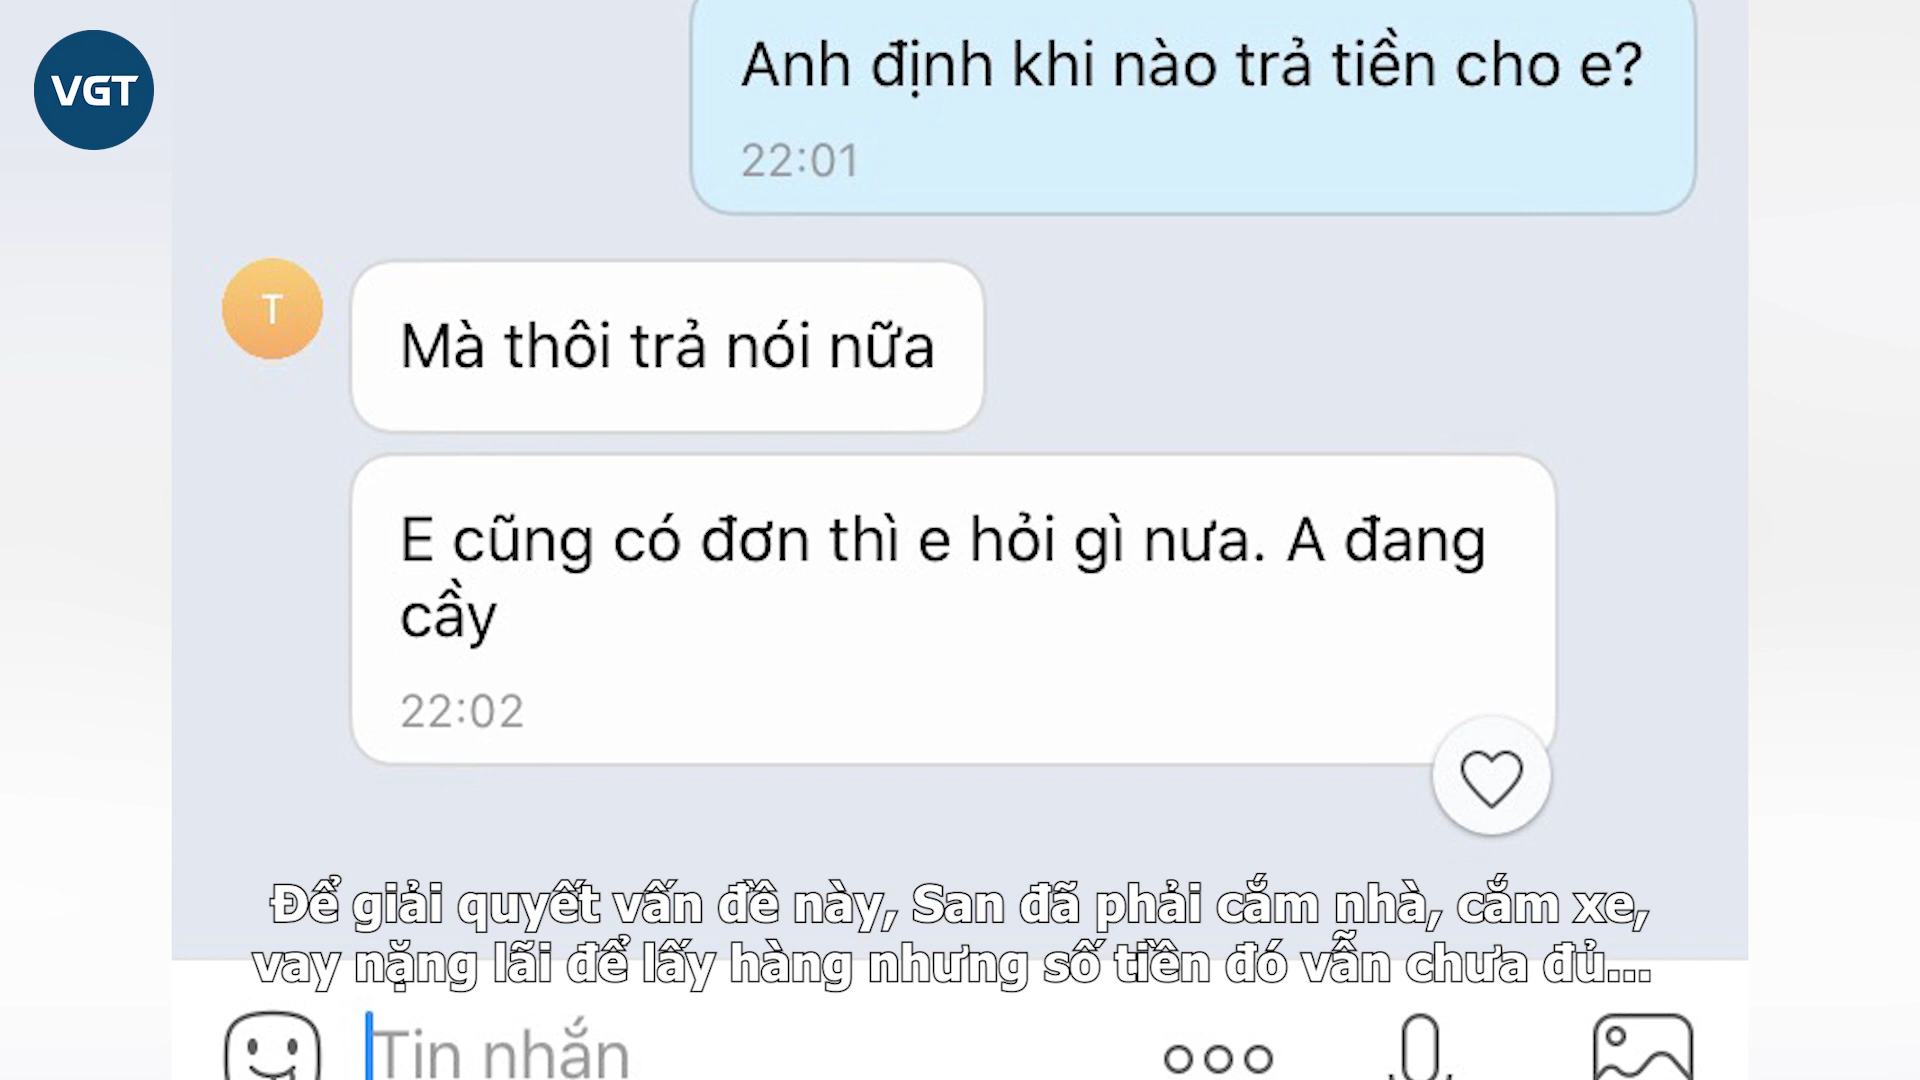 VGT
Anh định khi nào trả tiền cho e?
22:01
T
Mà thôi trả nói nữa
E cũng có đơn thì e hỏi gì nưa. A đang
cầy
22:02
Để giải quyết vấn đề này, San đã phải cắm nhà, cắm xe,
vay nặng lãi để lấy hàng nhưng số tiền đó vẫn chưa đủ...
Tin nhắn